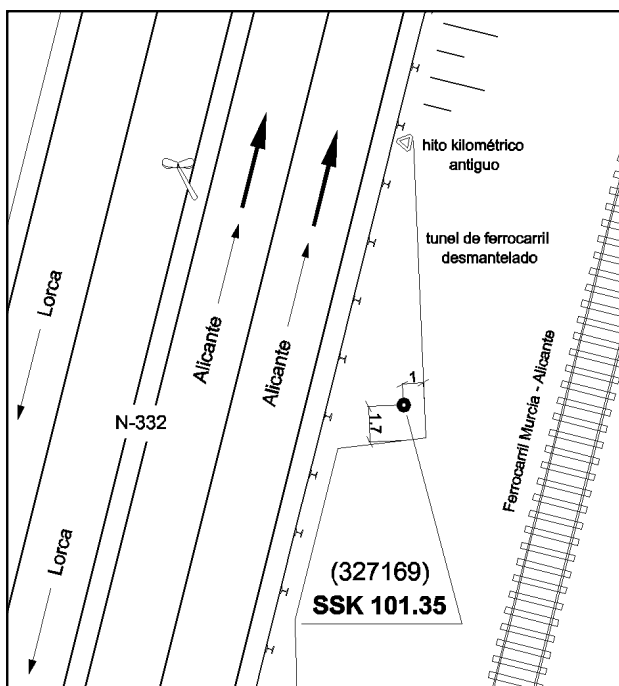 hito kilométrico
antiguo
tunel de ferrocarril
desmantelado
Lorca
Alicante
Alicante
1
1.7
N-332
Ferrocarril Murcia - Alicante
Lorca
(327169)
SSK 101.35